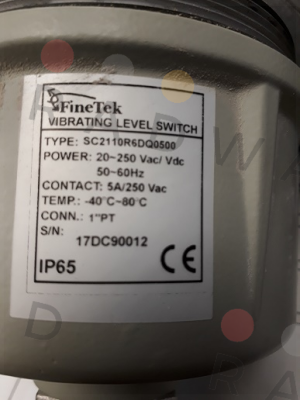 FineTek
VIBRATING LEVEL SWITCH
TYPE: SC2110R6DQ0500
POWER: 20~250 Vac/ Vdc
50~60Hz
CONTACT: 5A/250 Vac
TEMP.: -40°C~80°C
CONN.: 1"PT
S/N:
17DC90012
IP65 CE